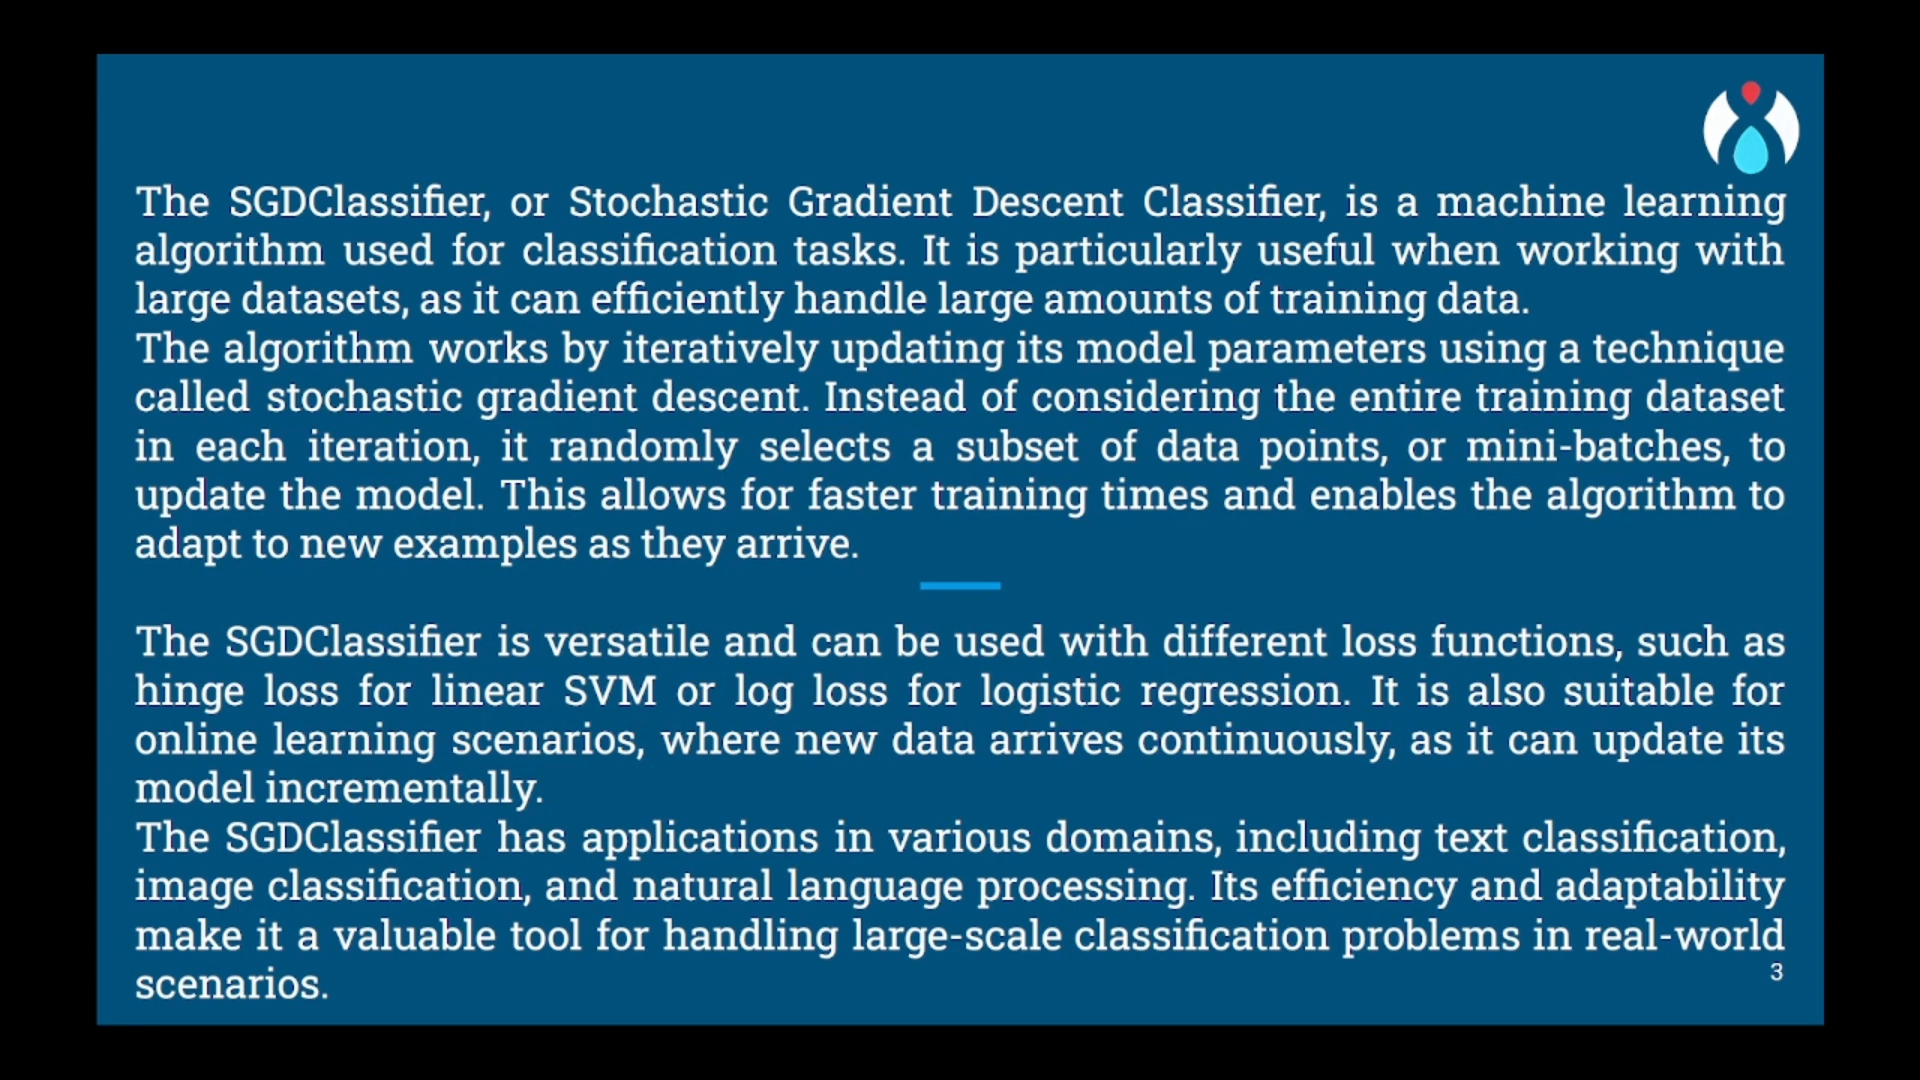 The SGDClassifier, or Stochastic Gradient Descent Classifier, is a machine learning
algorithm used for classification tasks. It is particularly useful when working with
large datasets, as it can efficiently handle large amounts of training data.
The algorithm works by iteratively updating its model parameters using a technique
called stochastic gradient descent. Instead of considering the entire training dataset
in each iteration, it randomly selects a subset of data points, or mini-batches, to
update the model. This allows for faster training times and enables the algorithm to
adapt to new examples as they arrive.
The SGDClassifier is versatile and can be used with different loss functions, such as
hinge loss for linear SVM or log loss for logistic regression. It is also suitable for
online learning scenarios, where new data arrives continuously, as it can update its
model incrementally.
The SGDClassifier has applications in various domains, including text classification,
image classification, and natural language processing. Its efficiency and adaptability
make it a valuable tool for handling large-scale classification problems in real-world
scenarios.
3